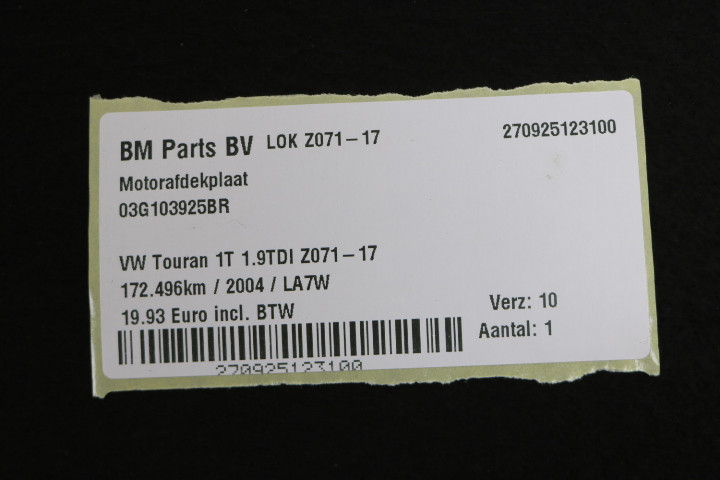 BM Parts BV LOK Z071-17 270925123100
Motorafdekplaat
03G103925BR
VW Touran 1T 1.9TDI Z071-17
172.496km / 2004 / LA7W
19.93 Euro incl. BTW
Verz: 10
Aantal: 1
270925123100